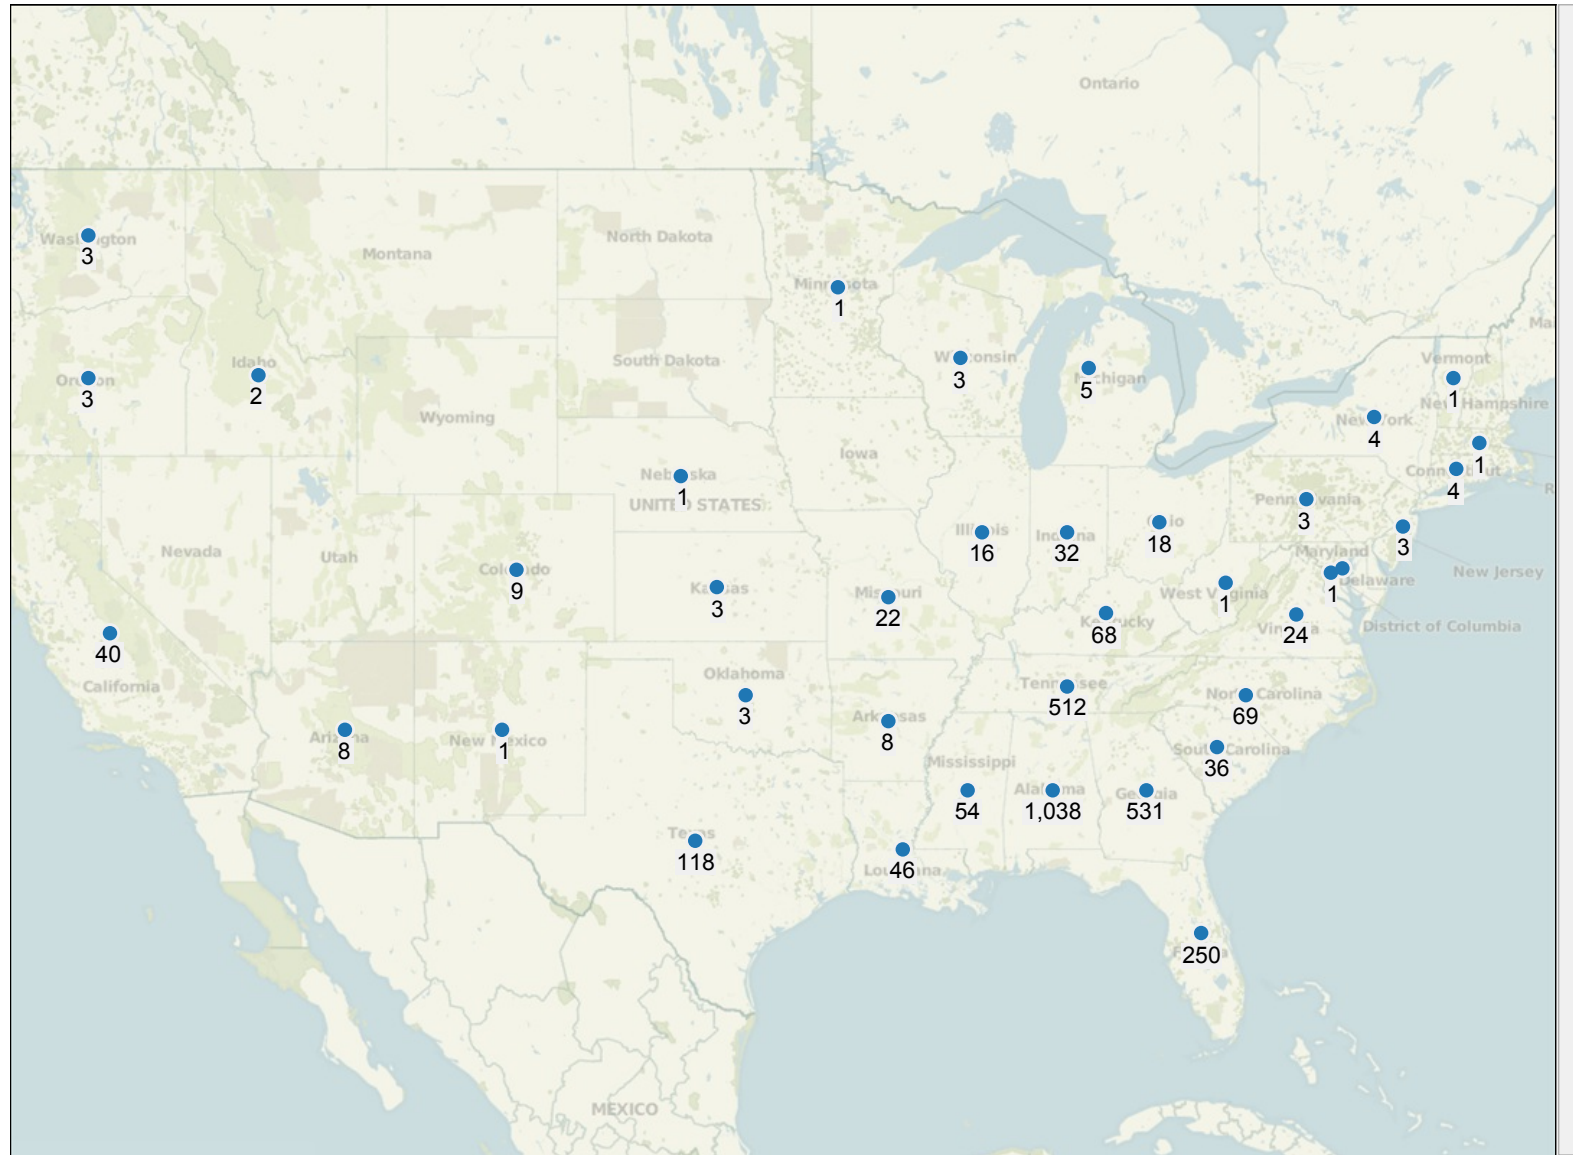 Ontario
Washington
3
Montana
North Dakota
Minnesota
1
Oregon
3
Idaho
2
South Dakota
Wisconsin
3
Michigan
5
Vermont
1
Wyoming
New York
4
New Hampshire
Iowa
Nebraska
1
UNITED STATES
Connecticut
4
1
Pennsylvania
3
Nevada
Utah
Colorado
9
Kansas
3
Missouri
22
Illinois
16
Indiana
32
Ohio
18
Maryland
1
Delaware
New Jersey
3
West Virginia
1
Kentucky
68
Virginia
24
District of Columbia
40
California
Arizona
8
New Mexico
1
Oklahoma
3
Arkansas
8
Tennessee
512
North Carolina
69
South Carolina
36
Mississippi
54
Alabama
1,038
Georgia
531
Texas
118
Louisiana
46
250
MEXICO